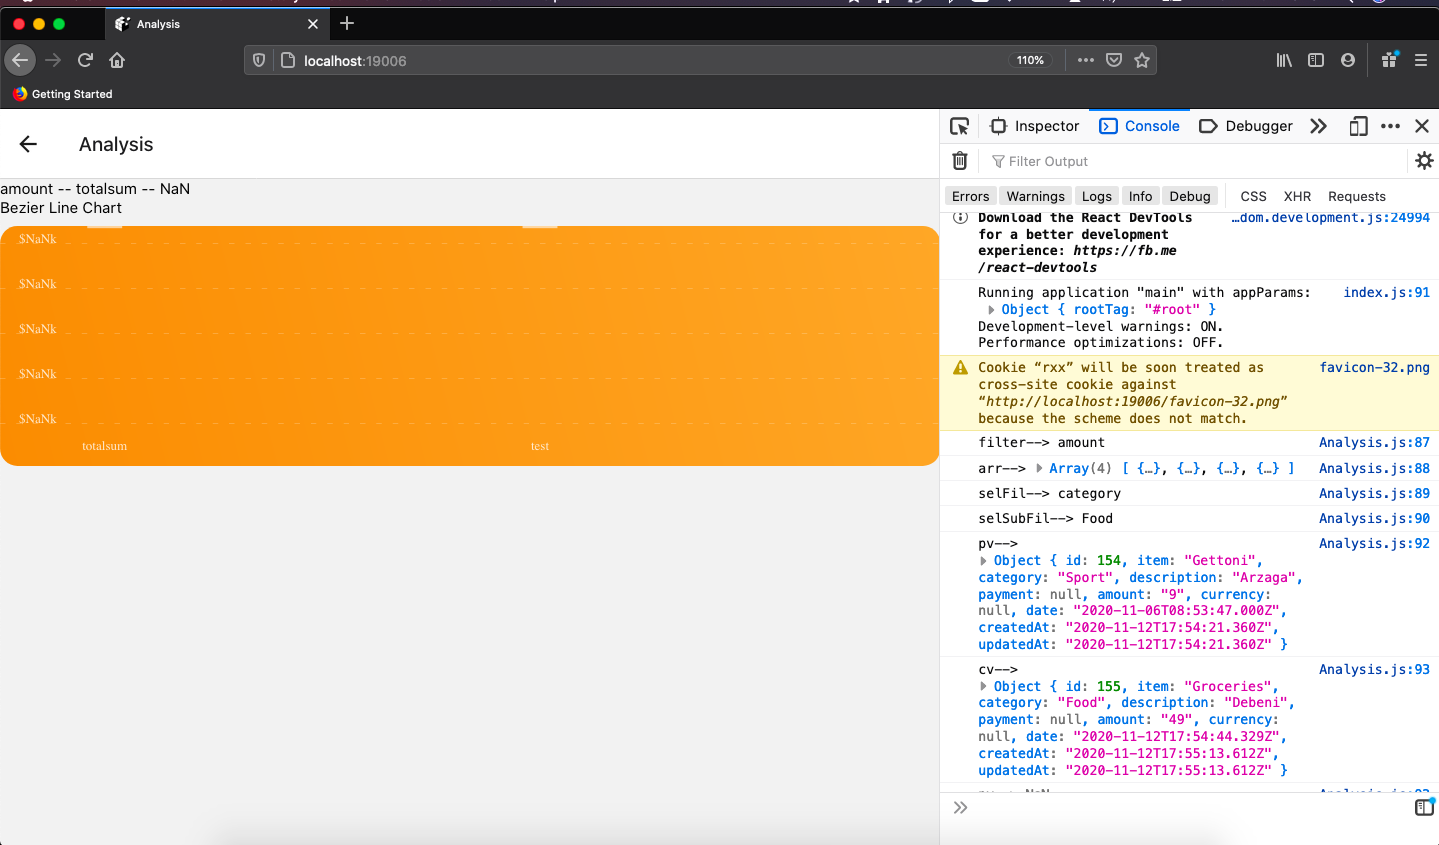 Analysis
localhost:19006
110%
Getting Started
Analysis
amount -- totalsum -- NaN
Bezier Line Chart
$NaNk
$NaNk
$NaNk
$NaNk
$NaNk
totalsum test
Inspector Console Debugger
Filter Output
Errors Warnings Logs Info Debug CSS XHR Requests
Download the React DevTools …dom.development.js:24994
for a better development
experience: https://fb.me
/react-devtools
Running application "main" with appParams: index.js:91
Object { rootTag: "#root" }
Development-level warnings: ON.
Performance optimizations: OFF.
Cookie “rxx” will be soon treated as favicon-32.png
cross-site cookie against
“http://localhost:19006/favicon-32.png”
because the scheme does not match.
filter--> amount Analysis.js:87
arr--> Array(4) [ {…}, {…}, {…}, {…} ] Analysis.js:88
selFil--> category Analysis.js:89
selSubFil--> Food Analysis.js:90
pv--> Analysis.js:92
Object { id: 154, item: "Gettoni",
category: "Sport", description: "Arzaga",
payment: null, amount: "9", currency:
null, date: "2020-11-06T08:53:47.000Z",
createdAt: "2020-11-12T17:54:21.360Z",
updatedAt: "2020-11-12T17:54:21.360Z" }
cv--> Analysis.js:93
Object { id: 155, item: "Groceries",
category: "Food", description: "Debeni",
payment: null, amount: "49", currency:
null, date: "2020-11-12T17:54:44.329Z",
createdAt: "2020-11-12T17:55:13.612Z",
updatedAt: "2020-11-12T17:55:13.612Z" }